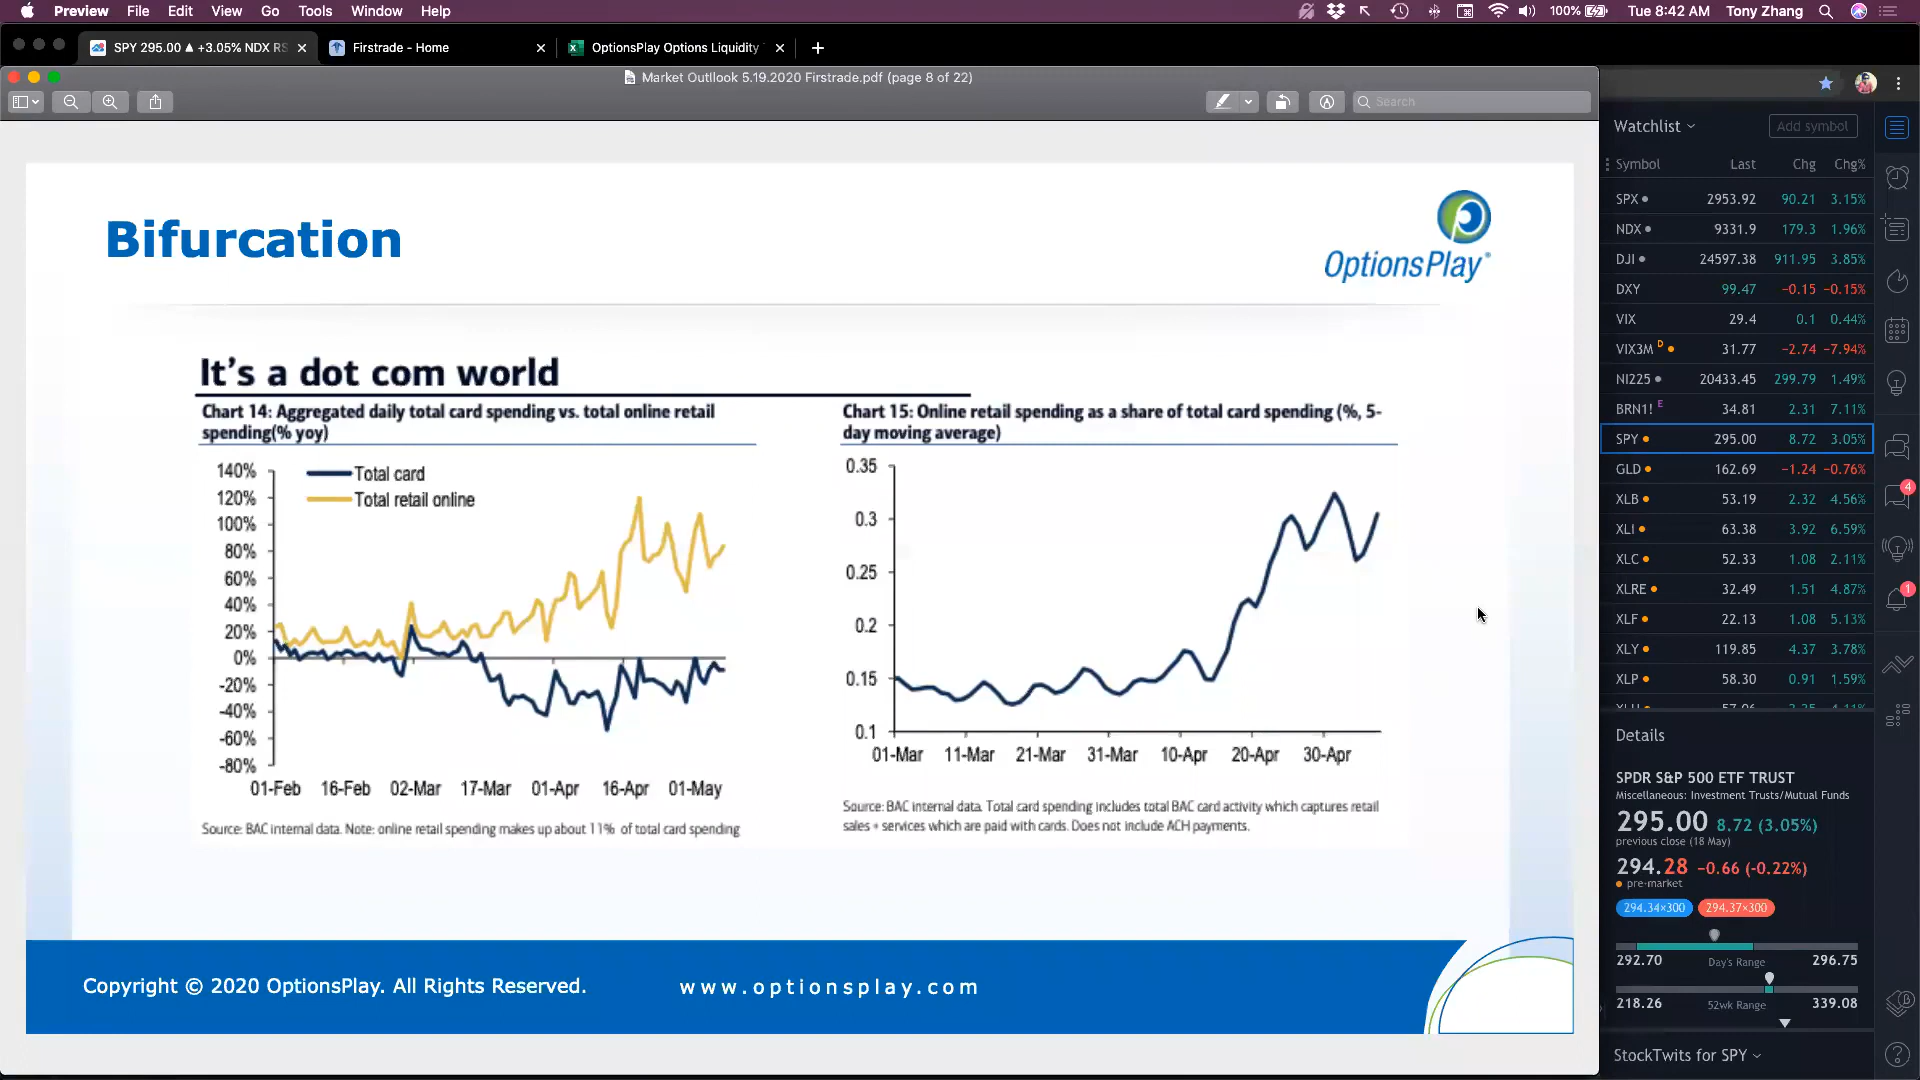 Preview File Edit View Go Tools Window Help
100% Tue 8:42 AM Tony Zhang
SPY 295.00 ▲ +3.05% NDX RS
Firstrade - Home
OptionsPlay Options Liquidity
Market Outllook 5.19.2020 Firstrade.pdf (page 8 of 22)
Search
Bifurcation
OptionsPlay
It's a dot com world
Chart 14: Aggregated daily total card spending vs. total online retail
spending(% yoy)
140%
120%
100%
80%
60%
40%
20%
0%
-20%
-40%
-60%
-80%
Total card
Total retail online
01-Feb 16-Feb 02-Mar 17-Mar 01-Apr 16-Apr 01-May
Source: BAC internal data. Note: online retail spending makes up about 11% of total card spending
Chart 15: Online retail spending as a share of total card spending (%, 5-
day moving average)
0.35
0.3
0.25
0.2
0.15
0.1
01-Mar 11-Mar 21-Mar 31-Mar 10-Apr 20-Apr 30-Apr
Source: BAC internal data. Total card spending includes total BAC card activity which captures retail
sales + services which are paid with cards. Does not include ACH payments.
Copyright © 2020 OptionsPlay. All Rights Reserved. www.optionsplay.com
Watchlist Add symbol
Symbol Last Chg Chg%
SPX 2953.92 90.21 3.15%
NDX 9331.9 179.3 1.96%
DJI 24597.38 911.95 3.85%
DXY 99.47 −0.15 −0.15%
VIX 29.4 0.1 0.44%
VIX3M D 31.77 −2.74 −7.94%
NI225 20433.45 299.79 1.49%
BRN1! E 34.81 2.31 7.11%
SPY 295.00 8.72 3.05%
GLD 162.69 −1.24 −0.76%
XLB 53.19 2.32 4.56%
XLI 63.38 3.92 6.59%
XLC 52.33 1.08 2.11%
XLRE 32.49 1.51 4.87%
XLF 22.13 1.08 5.13%
XLY 119.85 4.37 3.78%
XLP 58.30 0.91 1.59%
4
1
Details
SPDR S&P 500 ETF TRUST
Miscellaneous: Investment Trusts/Mutual Funds
295.00 8.72 (3.05%)
previous close (18 May)
294.28 −0.66 (-0.22%)
pre-market
294.34×300 294.37×300
292.70 Day's Range 296.75
218.26 52wk Range 339.08
StockTwits for SPY